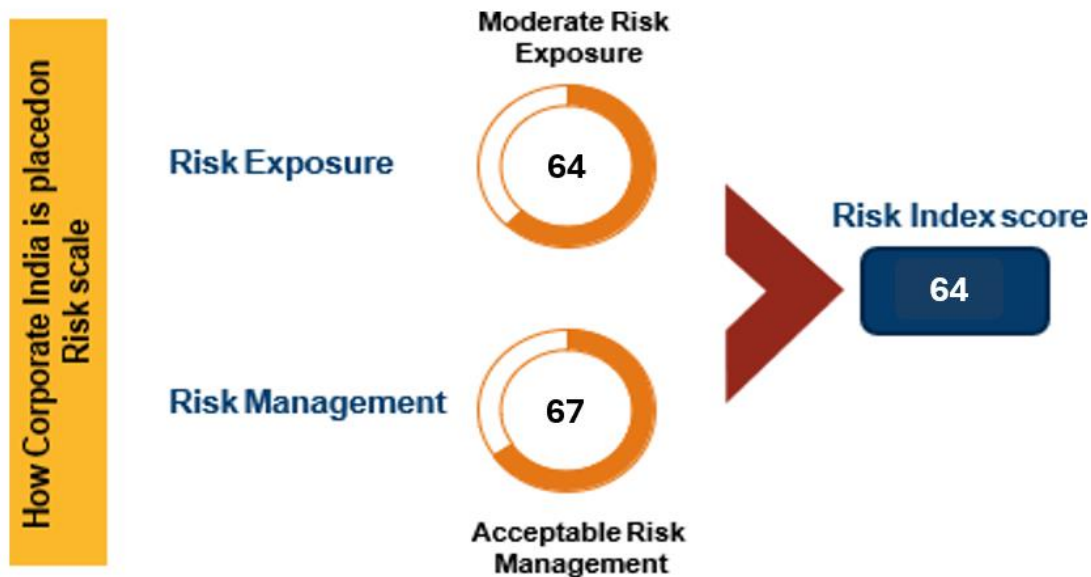 How Corporate India is placedon
Risk scale
Moderate Risk
Exposure
Risk Exposure
64
Risk Index score
64
Risk Management
67
Acceptable Risk
Management